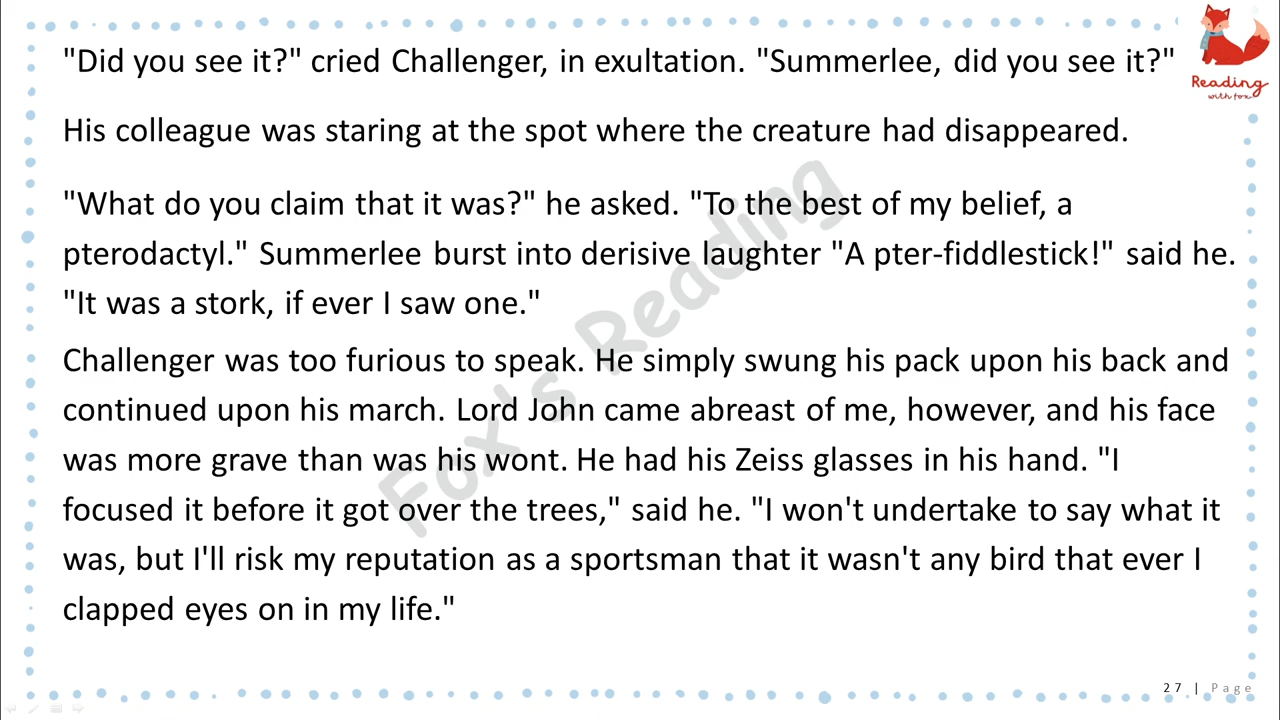 "Did you see it?" cried Challenger, in exultation. "Summerlee, did you see it?"
Reading
with fox
His colleague was staring at the spot where the creature had disappeared.
"What do you claim that it was?" he asked. "To the best of my belief, a
pterodactyl." Summerlee burst into derisive laughter "A pter-fiddlestick!" said he.
"It was a stork, if ever I saw one."
Challenger was too furious to speak. He simply swung his pack upon his back and
continued upon his march. Lord John came abreast of me, however, and his face
was more grave than was his wont. He had his Zeiss glasses in his hand. "I
focused it before it got over the trees," said he. "I won't undertake to say what it
was, but I'll risk my reputation as a sportsman that it wasn't any bird that ever I
clapped eyes on in my life."
Fox's Reading
27 | Page